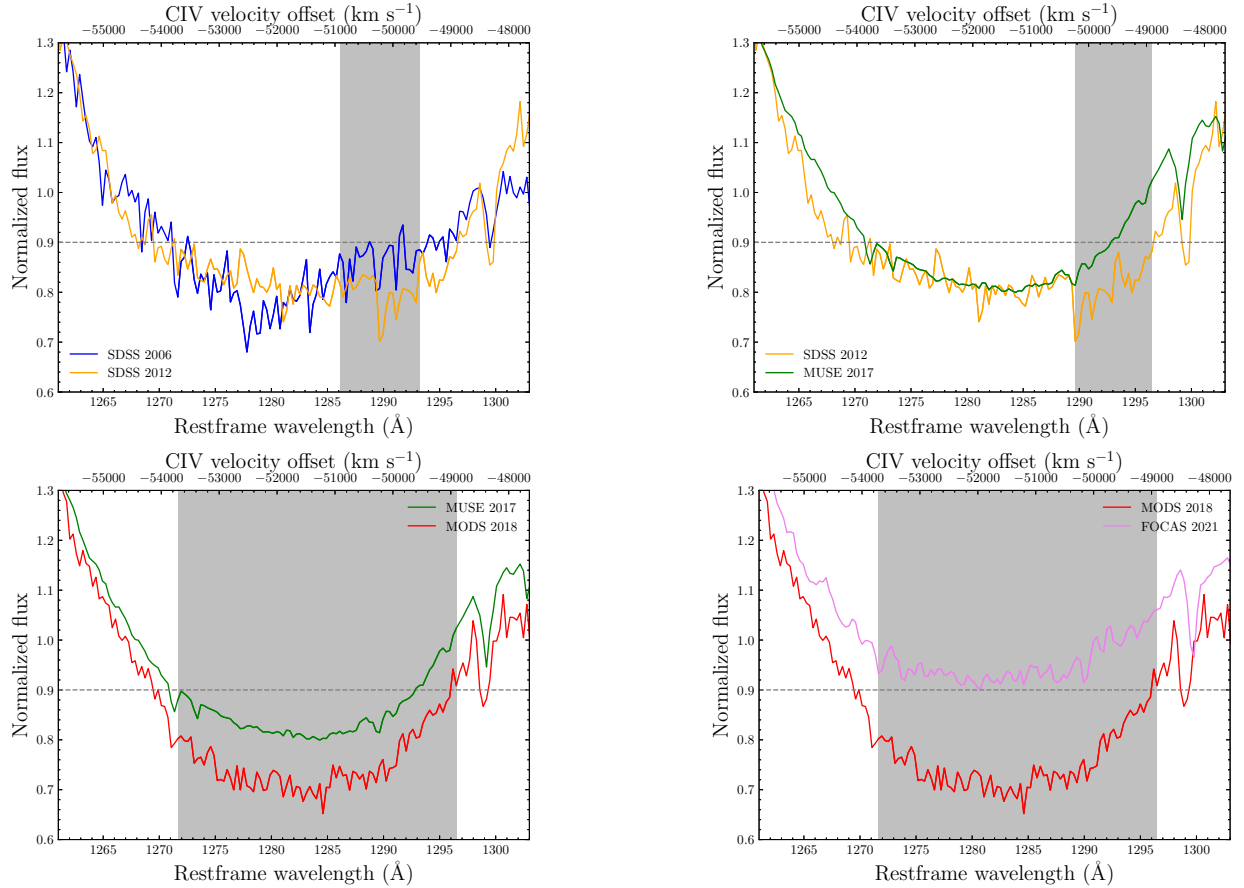 CIV velocity offset (km s⁻¹)
−55000 −54000 −53000 −52000 −51000 −50000 −49000 −48000
1.3
1.2
1.1
1.0
0.9
0.8
0.7
0.6
Normalized flux
SDSS 2006
SDSS 2012
1265 1270 1275 1280 1285 1290 1295 1300
Restframe wavelength (Å)
CIV velocity offset (km s⁻¹)
−55000 −54000 −53000 −52000 −51000 −50000 −49000 −48000
1.3
1.2
1.1
1.0
0.9
0.8
0.7
0.6
Normalized flux
SDSS 2012
MUSE 2017
1265 1270 1275 1280 1285 1290 1295 1300
Restframe wavelength (Å)
CIV velocity offset (km s⁻¹)
−55000 −54000 −53000 −52000 −51000 −50000 −49000 −48000
1.3
1.2
1.1
1.0
0.9
0.8
0.7
0.6
Normalized flux
MUSE 2017
MODS 2018
1265 1270 1275 1280 1285 1290 1295 1300
Restframe wavelength (Å)
CIV velocity offset (km s⁻¹)
−55000 −54000 −53000 −52000 −51000 −50000 −49000 −48000
1.3
1.2
1.1
1.0
0.9
0.8
0.7
0.6
Normalized flux
MODS 2018
FOCAS 2021
1265 1270 1275 1280 1285 1290 1295 1300
Restframe wavelength (Å)